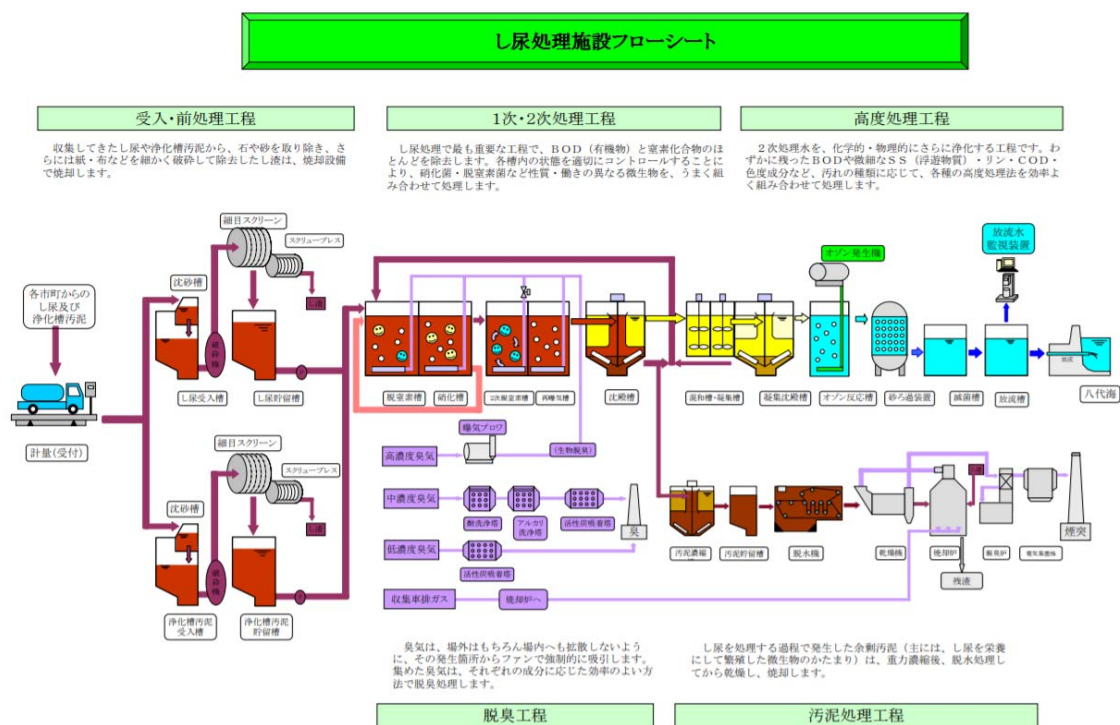 し尿処理施設フローシート
受入・前処理工程
収集してきたし尿や浄化槽汚泥から、石や砂を取り除き、さ
らには紙・布などを細かく破砕して除去したし渣は、焼却設備
で焼却します。
1次・2次処理工程
し尿処理で最も重要な工程で、BOD（有機物）と窒素化合物のほ
とんどを除去します。各槽内の状態を適切にコントロールすることに
より、硝化菌・脱窒素菌など性質・働きの異なる微生物を、うまく組
み合わせて処理します。
高度処理工程
2次処理水を、化学的・物理的にさらに浄化する工程です。わ
ずかに残ったBODや微細なSS（浮遊物質）・リン・COD・
色度成分など、汚れの種類に応じて、各種の高度処理法を効率よ
く組み合わせて処理します。
細目スクリーン
スクリュープレス
沈砂槽
し渣
各市町からの
し尿及び
浄化槽汚泥
破砕機
し尿受入槽
し尿貯留槽
計量(受付)
細目スクリーン
スクリュープレス
沈砂槽
し渣
破砕機
浄化槽汚泥
受入槽
浄化槽汚泥
貯留槽
オゾン発生機
放流水
監視装置
放流
脱窒素槽
硝化槽
2次脱窒素槽
再曝気槽
沈殿槽
混和槽・凝集槽
凝集沈殿槽
オゾン反応槽
砂ろ過装置
滅菌槽
放流槽
八代海
高濃度臭気
曝気ブロワ
(生物脱臭)
中濃度臭気
酸洗浄塔
アルカリ
洗浄塔
活性炭吸着塔
臭
低濃度臭気
活性炭吸着塔
収集車排ガス
焼却炉へ
汚泥濃縮
汚泥貯留槽
脱水機
乾燥機
焼却炉
し渣
脱臭炉
電気集塵機
煙突
残渣
臭気は、場外はもちろん場内へも拡散しないよう
に、その発生箇所からファンで強制的に吸引します。
集めた臭気は、それぞれの成分に応じた効率のよい方
法で脱臭処理します。
脱臭工程
し尿を処理する過程で発生した余剰汚泥（主には、し尿を栄養
にして繁殖した微生物のかたまり）は、重力濃縮後、脱水処理し
てから乾燥し、焼却します。
汚泥処理工程